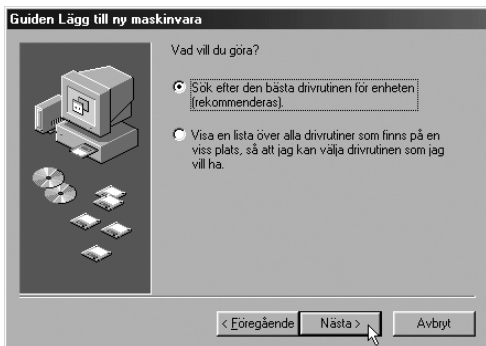 Guiden Lägg till ny maskinvara
Vad vill du göra?
Sök efter den bästa drivrutinen för enheten
(rekommenderas).
Visa en lista över alla drivrutiner som finns på en
viss plats, så att jag kan välja drivrutinen som jag
vill ha.
< Föregående
Nästa >
Avbryt